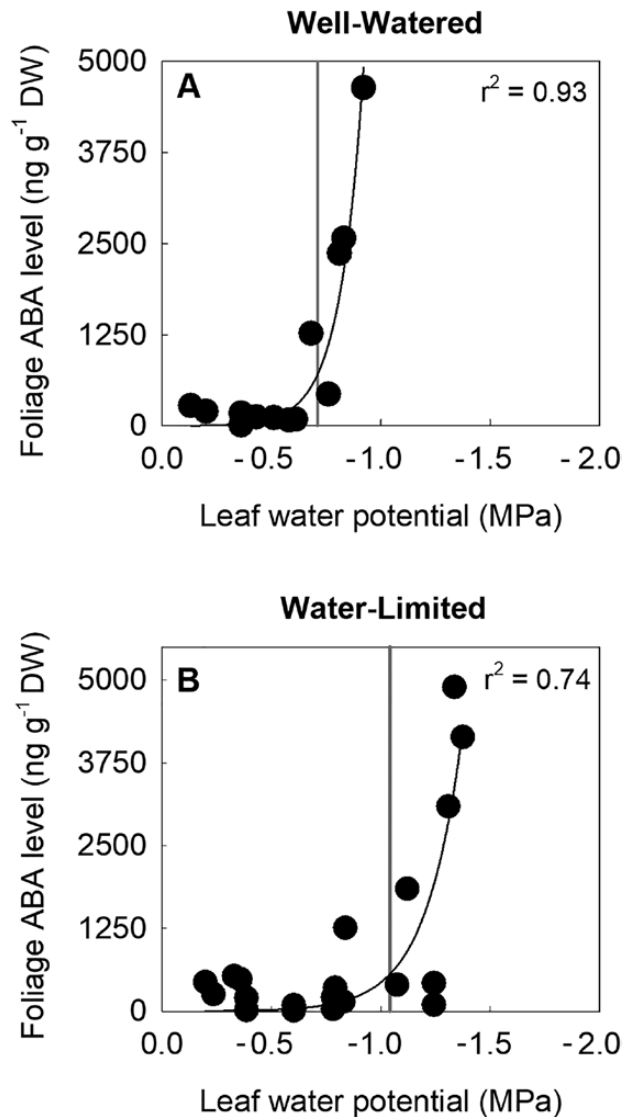 Well-Watered
A
r² = 0.93
Foliage ABA level (ng g⁻¹ DW)
5000
3750
2500
1250
0
0.0 -0.5 -1.0 -1.5 -2.0
Leaf water potential (MPa)
Water-Limited
B
r² = 0.74
Foliage ABA level (ng g⁻¹ DW)
5000
3750
2500
1250
0
0.0 -0.5 -1.0 -1.5 -2.0
Leaf water potential (MPa)